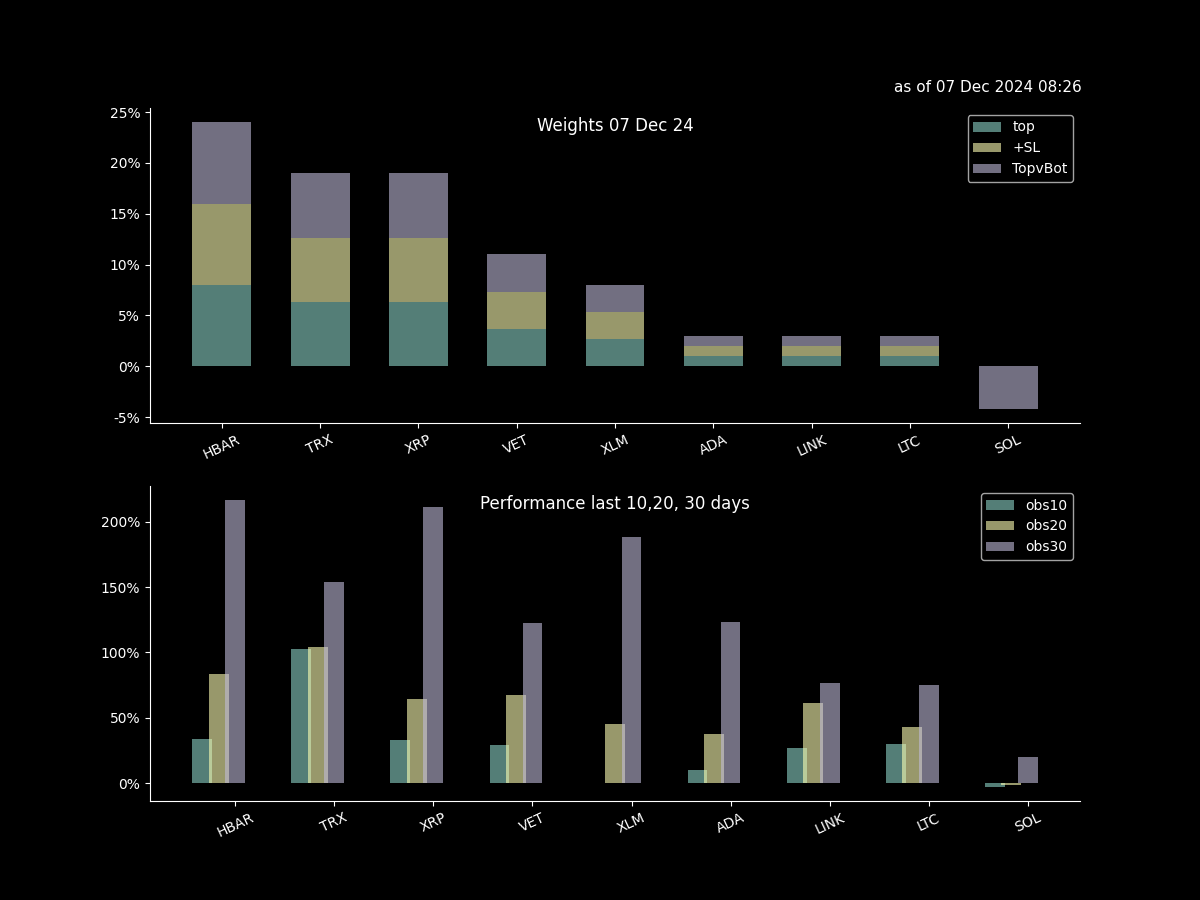 as of 07 Dec 2024 08:26
Weights 07 Dec 24
top
+SL
TopvBot
25%
20%
15%
10%
5%
0%
-5%
HBAR TRX XRP VET XLM ADA LINK LTC SOL
Performance last 10,20, 30 days
obs10
obs20
obs30
200%
150%
100%
50%
0%
HBAR TRX XRP VET XLM ADA LINK LTC SOL